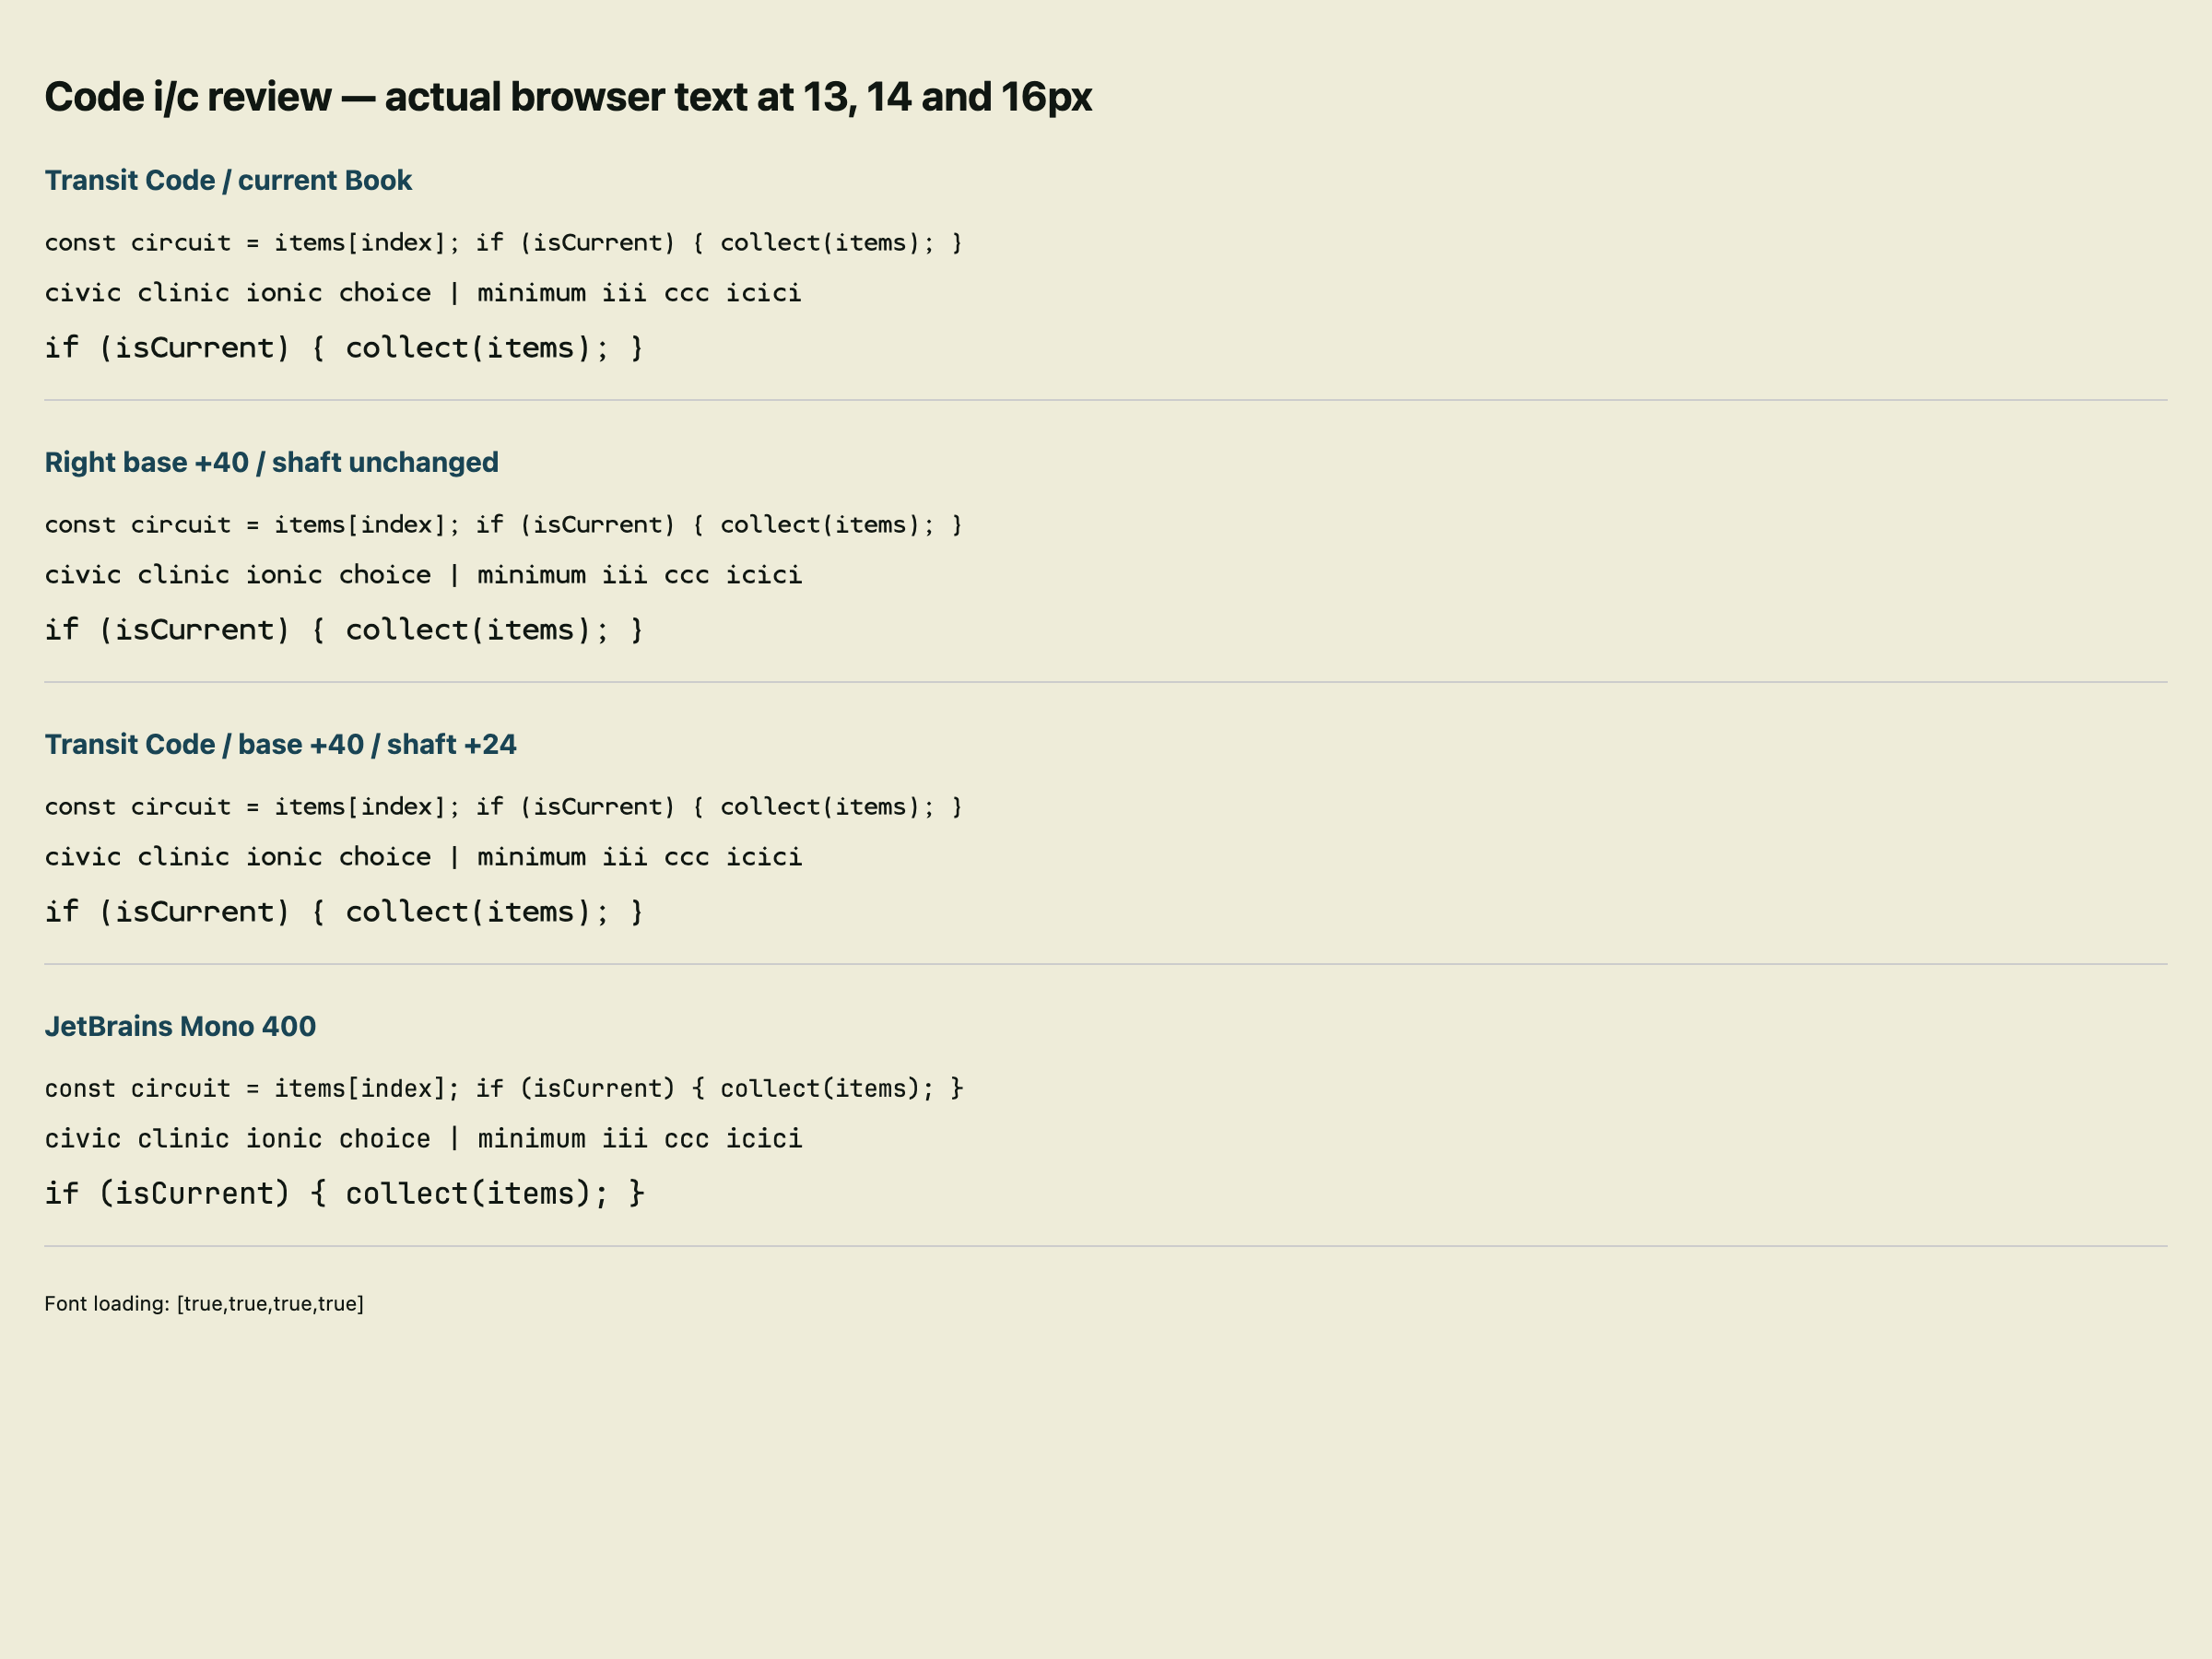 Code i/c review — actual browser text at 13, 14 and 16px
Transit Code / current Book
const circuit = items[index]; if (isCurrent) { collect(items); }
civic clinic ionic choice | minimum iii ccc icici
if (isCurrent) { collect(items); }
Right base +40 / shaft unchanged
const circuit = items[index]; if (isCurrent) { collect(items); }
civic clinic ionic choice | minimum iii ccc icici
if (isCurrent) { collect(items); }
Transit Code / base +40 / shaft +24
const circuit = items[index]; if (isCurrent) { collect(items); }
civic clinic ionic choice | minimum iii ccc icici
if (isCurrent) { collect(items); }
JetBrains Mono 400
const circuit = items[index]; if (isCurrent) { collect(items); }
civic clinic ionic choice | minimum iii ccc icici
if (isCurrent) { collect(items); }
Font loading: [true,true,true,true]